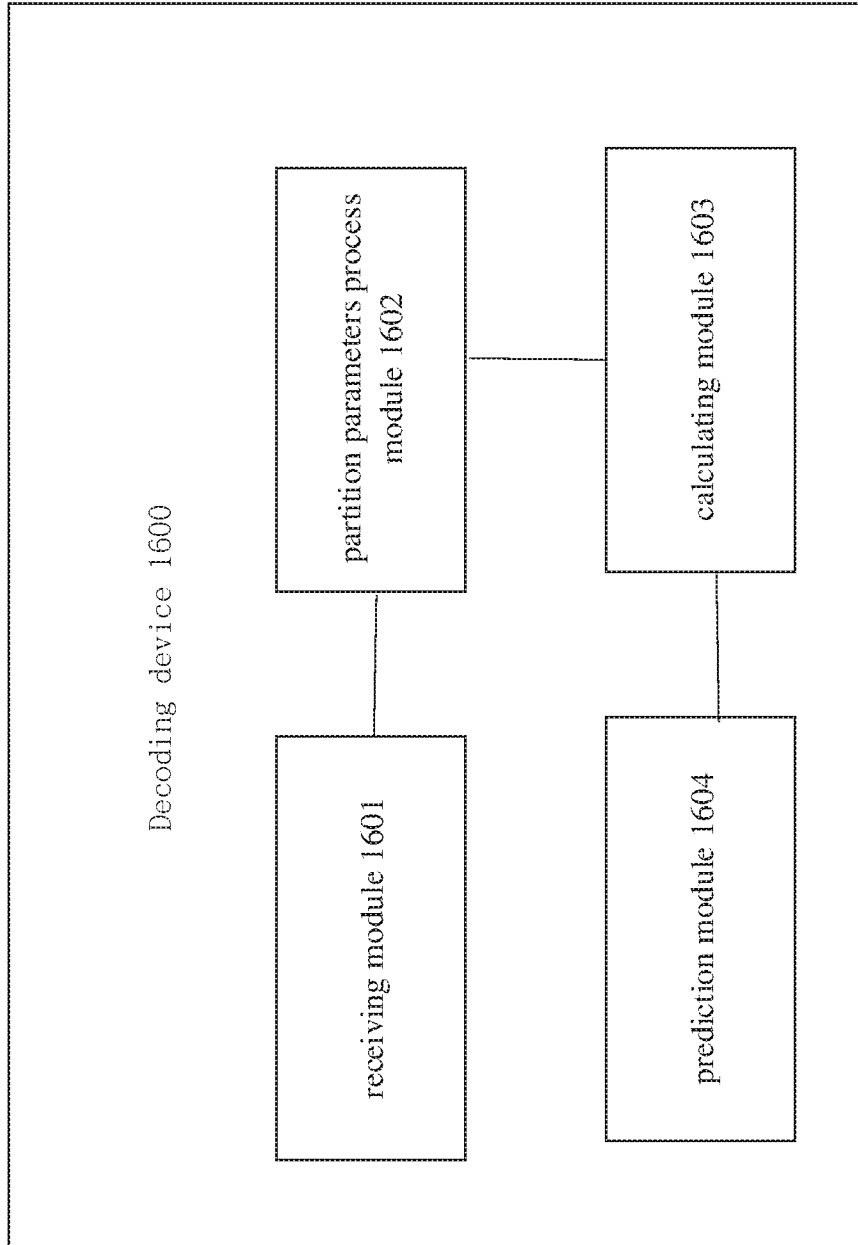 Decoding device 1600
receiving module 1601
partition parameters process
module 1602
prediction module 1604
calculating module 1603